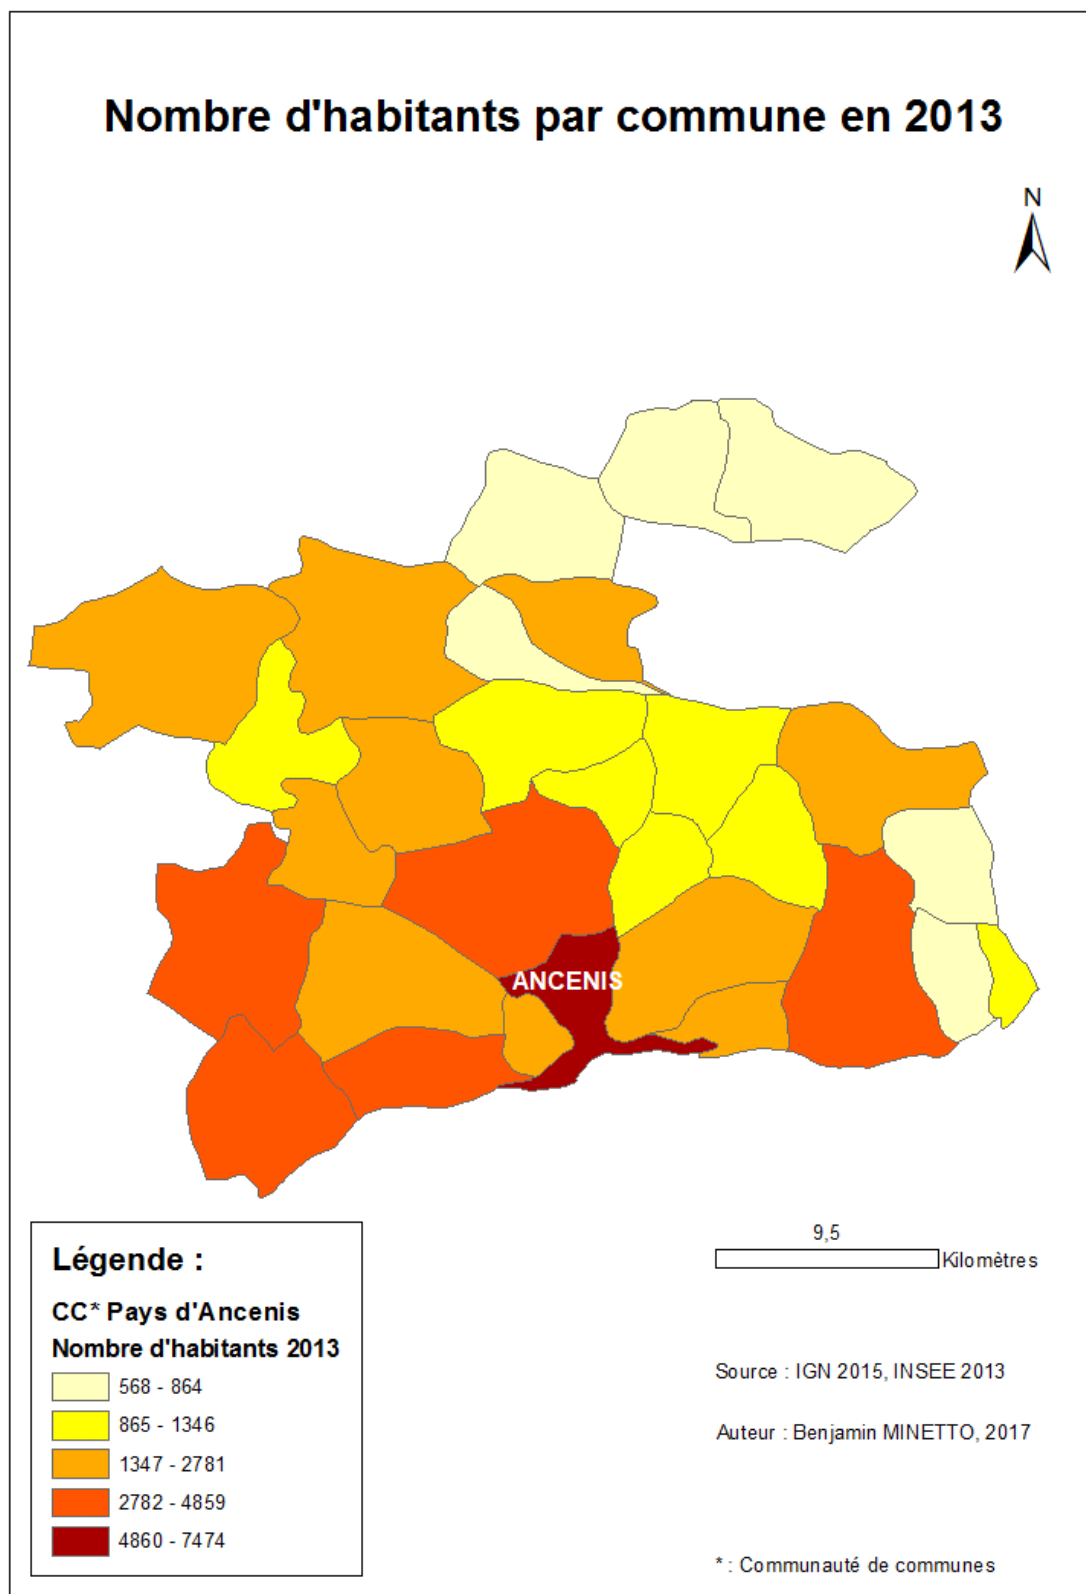 Nombre d'habitants par commune en 2013
N
ANCENIS
9,5
Kilomètres
Légende :
CC* Pays d'Ancenis
Nombre d'habitants 2013
568 - 864
865 - 1346
1347 - 2781
2782 - 4859
4860 - 7474
Source : IGN 2015, INSEE 2013
Auteur : Benjamin MINETTO, 2017
* : Communauté de communes